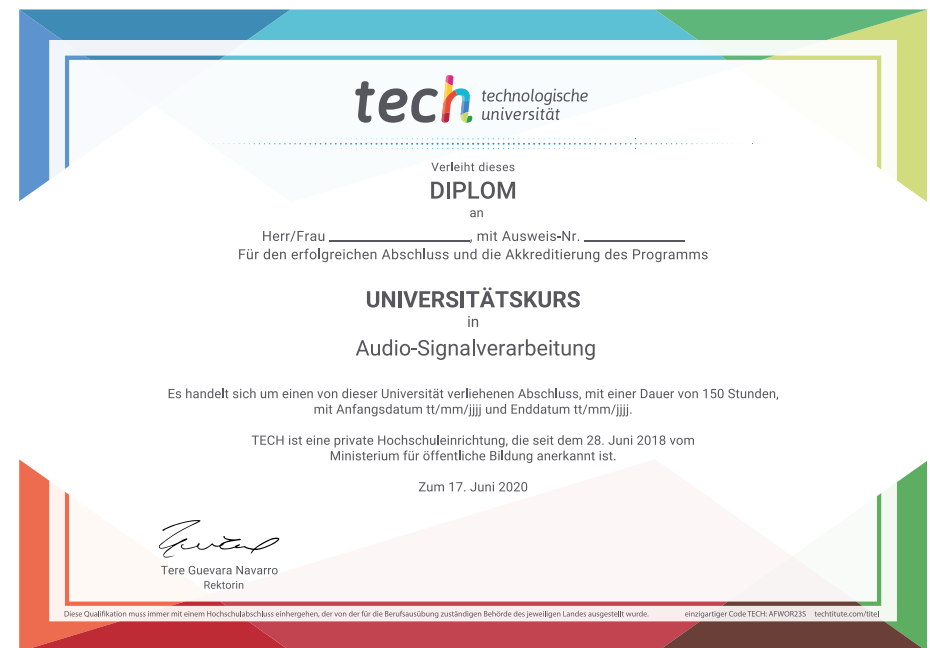 tech technologische
universität
Verleiht dieses
DIPLOM
an
Herr/Frau ____________________, mit Ausweis-Nr. ______________
Für den erfolgreichen Abschluss und die Akkreditierung des Programms
UNIVERSITÄTSKURS
in
Audio-Signalverarbeitung
Es handelt sich um einen von dieser Universität verliehenen Abschluss, mit einer Dauer von 150 Stunden,
mit Anfangsdatum tt/mm/jjjj und Enddatum tt/mm/jjjj.
TECH ist eine private Hochschuleinrichtung, die seit dem 28. Juni 2018 vom
Ministerium für öffentliche Bildung anerkannt ist.
Zum 17. Juni 2020
Tere Guevara Navarro
Rektorin
Diese Qualifikation muss immer mit einem Hochschulabschluss einhergehen, der von der für die Berufsausübung zuständigen Behörde des jeweiligen Landes ausgestellt wurde. einzigartiger Code TECH: AFWOR23S techtitute.com/titel